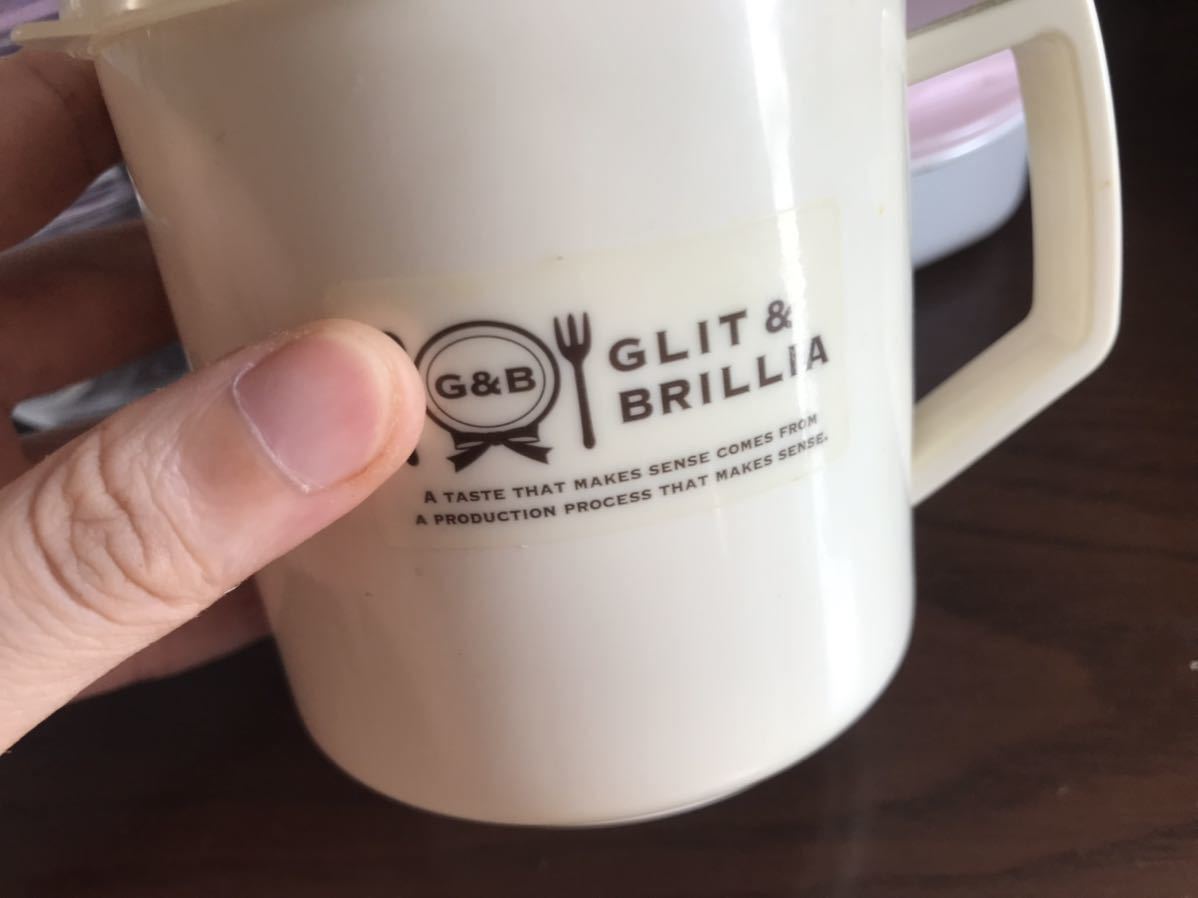 G&B
GLIT &
BRILLIA
A TASTE THAT MAKES SENSE COMES FROM
A PRODUCTION PROCESS THAT MAKES SENSE.